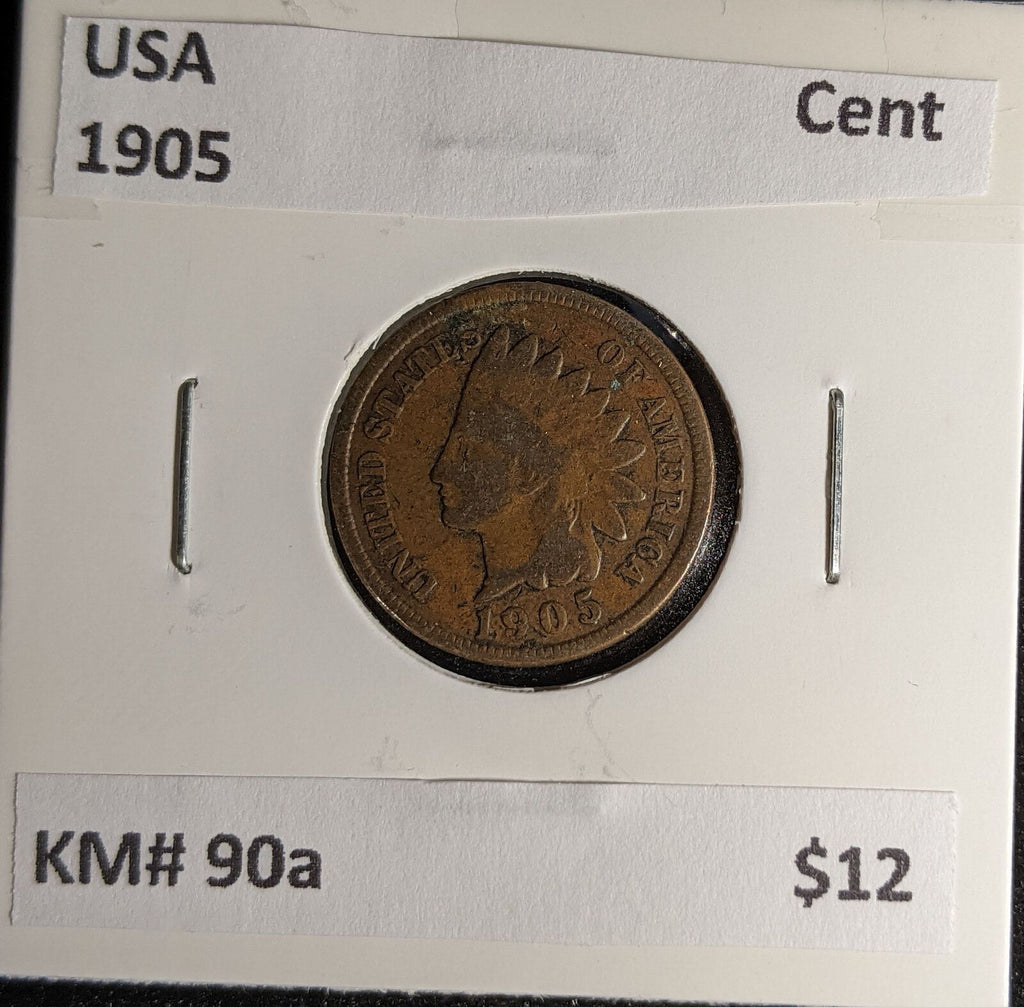 USA
Cent
1905
UNITED STATES OF AMERICA
1905
KM# 90a
$12